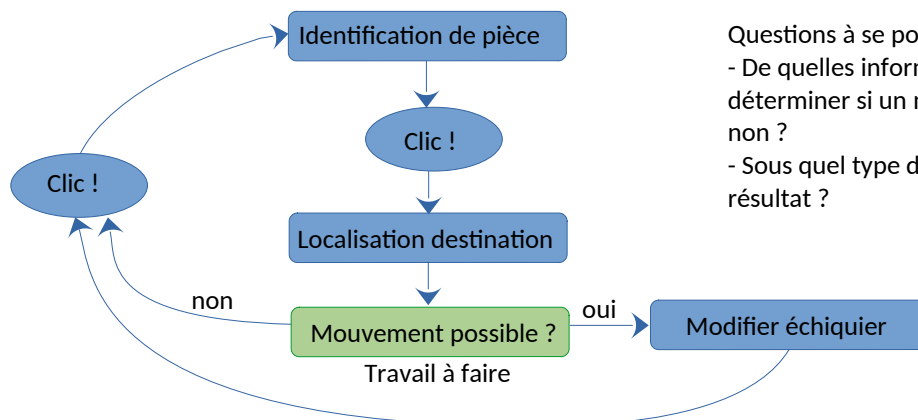 Identification de pièce
Questions à se po
- De quelles inform
déterminer si un m
non ?
- Sous quel type d
résultat ?
Clic !
Clic !
Localisation destination
non
oui
Mouvement possible ?
Modifier échiquier
Travail à faire